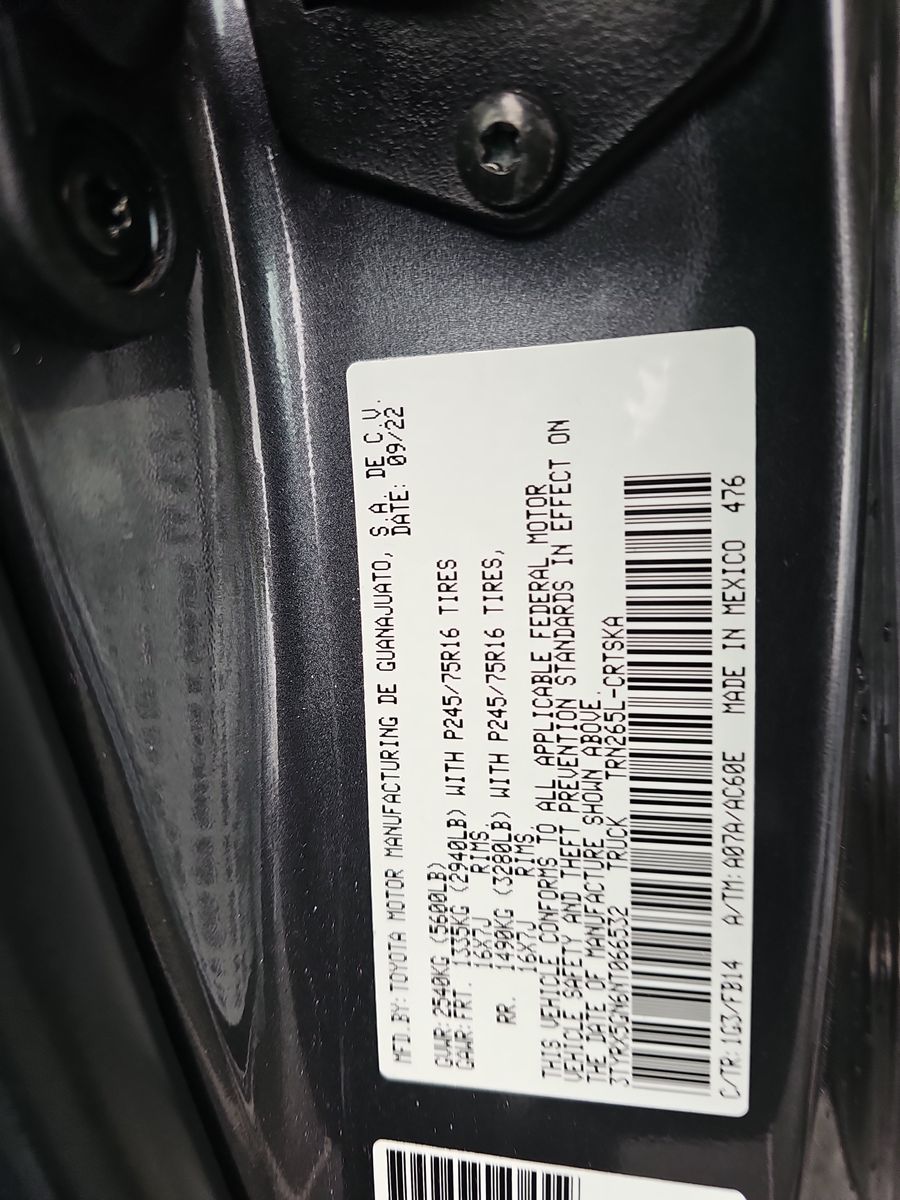 MFD.BY:TOYOTA MOTOR MANUFACTURING DE GUANAJUATO, S.A. DE C.V.
DATE: 09/22
GVWR:2540KG (5600LB)
GAWR:FRT. 1335KG (2940LB) WITH P245/75R16 TIRES
16X7J RIMS,
RR. 1490KG (3280LB) WITH P245/75R16 TIRES,
16X7J RIMS.
THIS VEHICLE CONFORMS TO ALL APPLICABLE FEDERAL MOTOR
VEHICLE SAFETY AND THEFT PREVENTION STANDARDS IN EFFECT ON
THE DATE OF MANUFACTURE SHOWN ABOVE.
3TYRX5GN6NT066532 TRUCK TRN265L-CRTSKA
C/TR:1G3/FB14 A/TM:A07A/AC60E MADE IN MEXICO 476